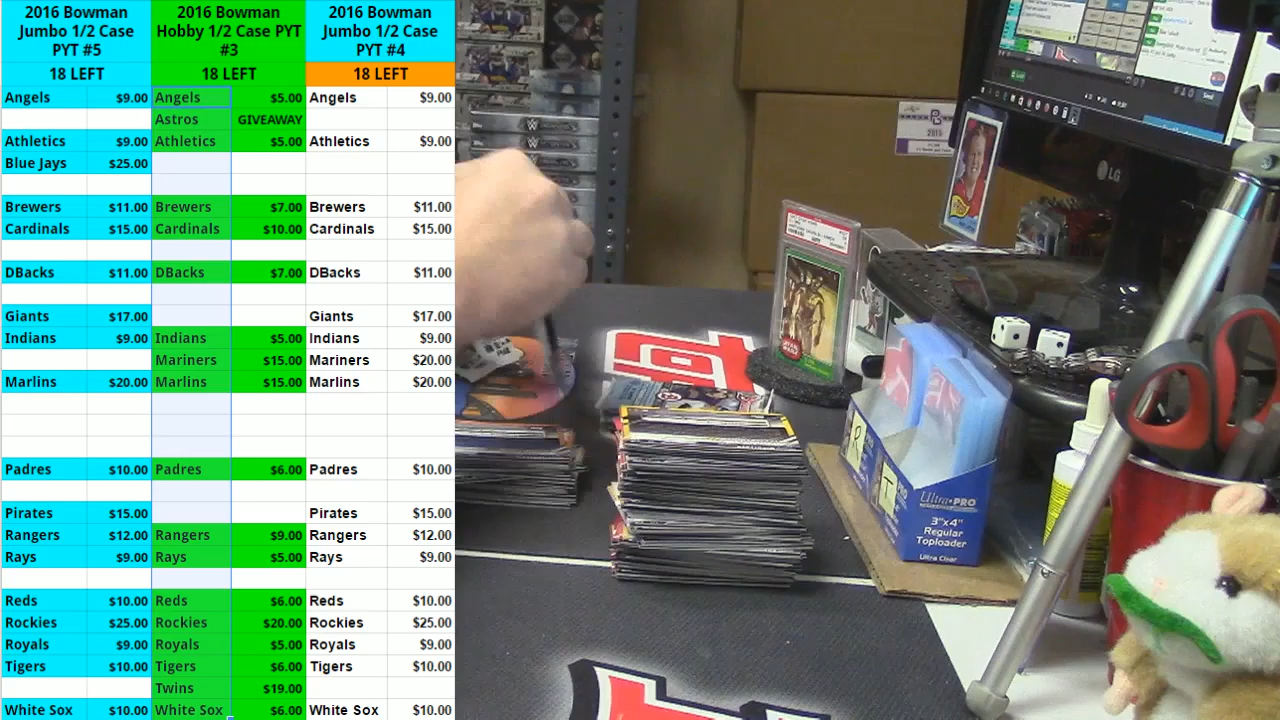 2016 Bowman Jumbo 1/2 Case PYT #5
18 LEFT
Angels $9.00
Athletics $9.00
Blue Jays $25.00
Brewers $11.00
Cardinals $15.00
DBacks $11.00
Giants $17.00
Indians $9.00
Marlins $20.00
Padres $10.00
Pirates $15.00
Rangers $12.00
Rays $9.00
Reds $10.00
Rockies $25.00
Royals $9.00
Tigers $10.00
White Sox $10.00
2016 Bowman Hobby 1/2 Case PYT #3
18 LEFT
Angels $5.00
Astros GIVEAWAY
Athletics $5.00
Brewers $7.00
Cardinals $10.00
DBacks $7.00
Indians $5.00
Mariners $15.00
Marlins $15.00
Padres $6.00
Rangers $9.00
Rays $5.00
Reds $6.00
Rockies $20.00
Royals $5.00
Tigers $6.00
Twins $19.00
White Sox $6.00
2016 Bowman Jumbo 1/2 Case PYT #4
18 LEFT
Angels $9.00
Athletics $9.00
Brewers $11.00
Cardinals $15.00
DBacks $11.00
Giants $17.00
Indians $9.00
Mariners $20.00
Marlins $20.00
Padres $10.00
Pirates $15.00
Rangers $12.00
Rays $9.00
Reds $10.00
Rockies $25.00
Royals $9.00
Tigers $10.00
White Sox $10.00
2015
LG
STAR WARS
R
T
Ultra·PRO
3"x4"
Regular
Toploader
Ultra Clear